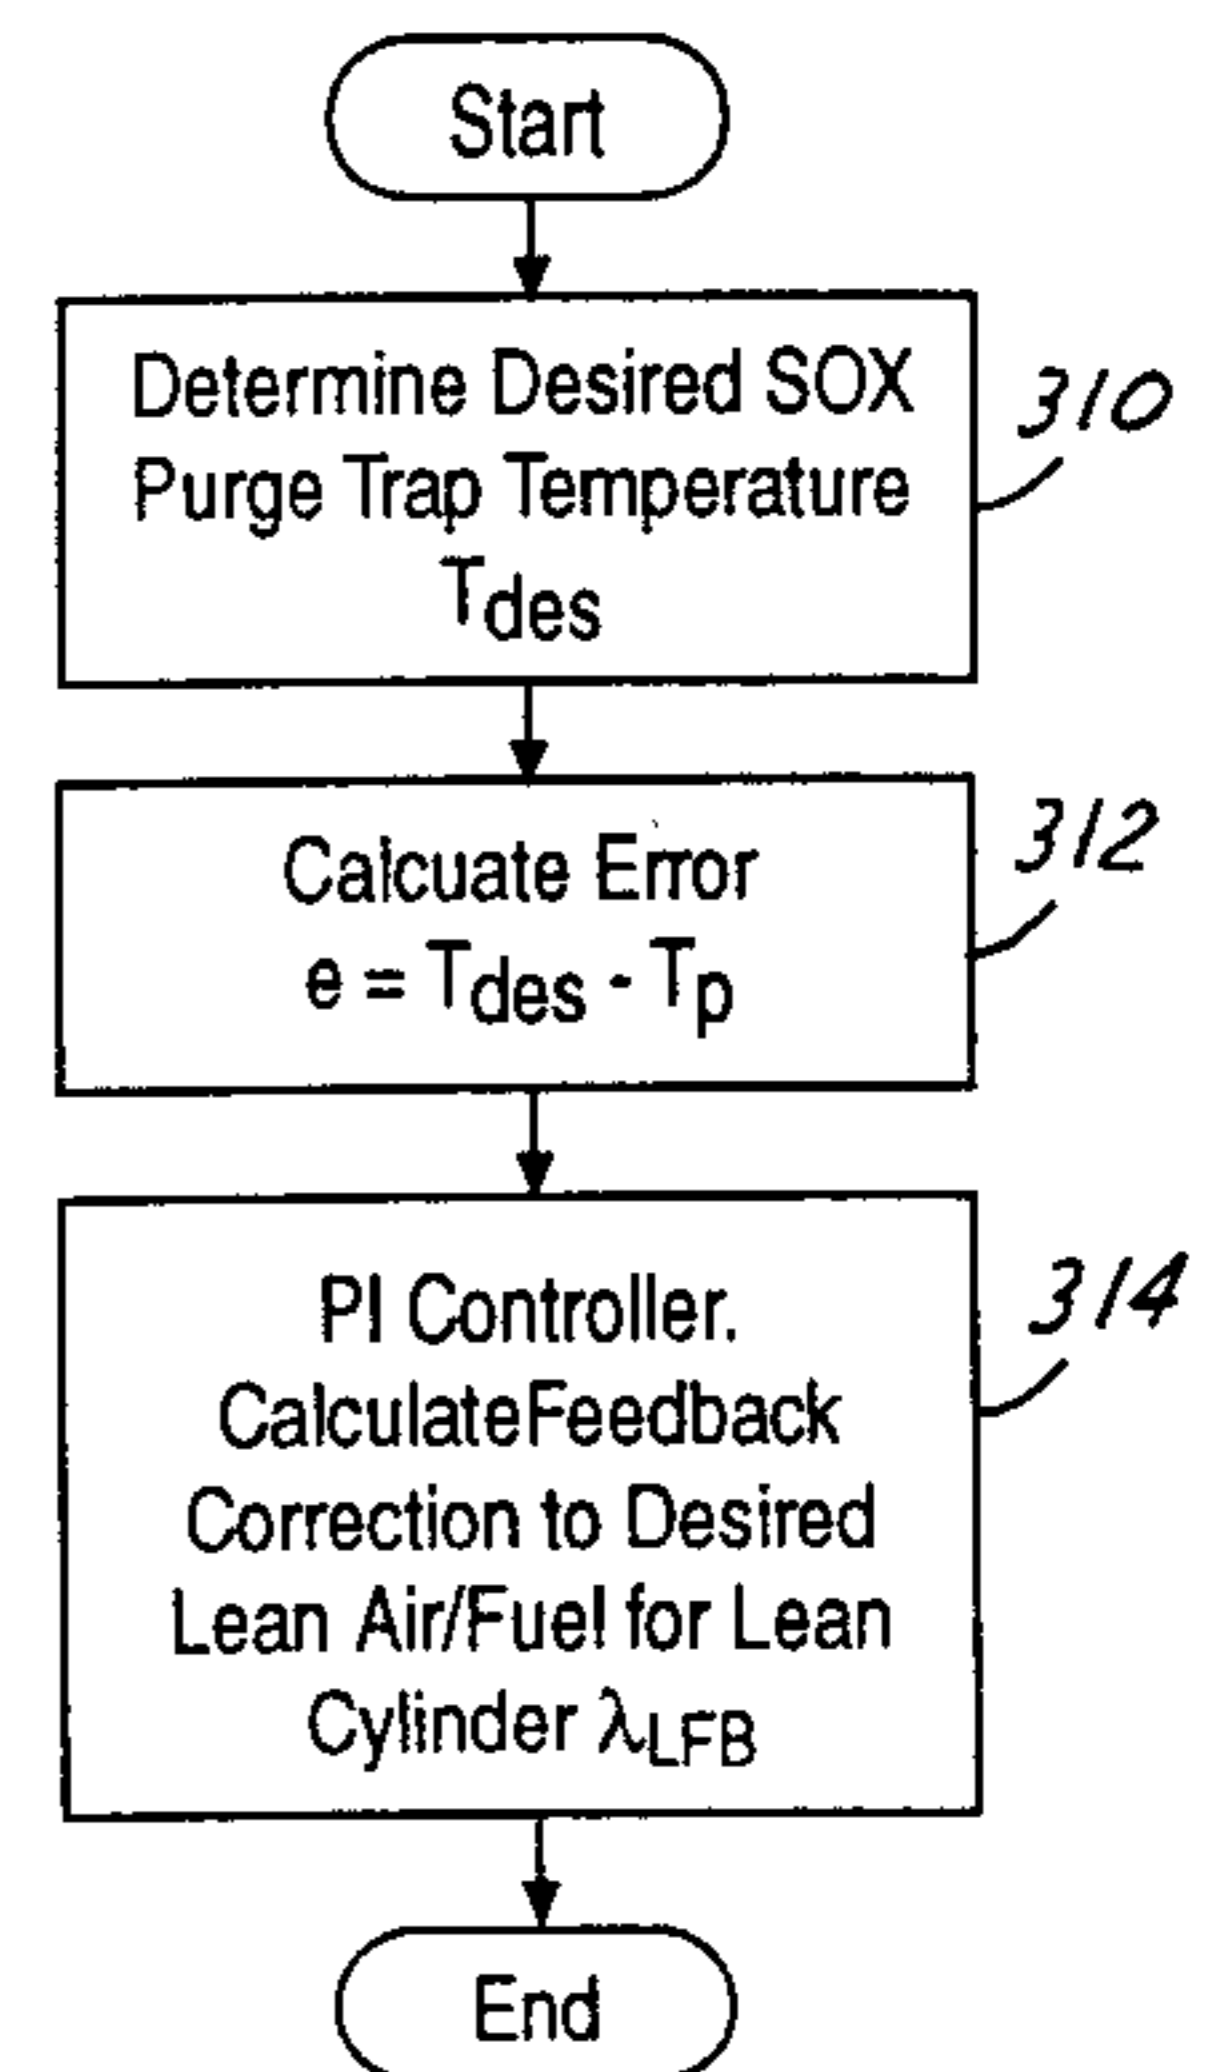 Start
Determine Desired SOX
310
Purge Trap Temperature
Tdes
Calcuate Error
312
e = Tdes - Tp
PI Controller.
314
CalculateFeedback
Correction to Desired
Lean Air/Fuel for Lean
Cylinder λLFB
End